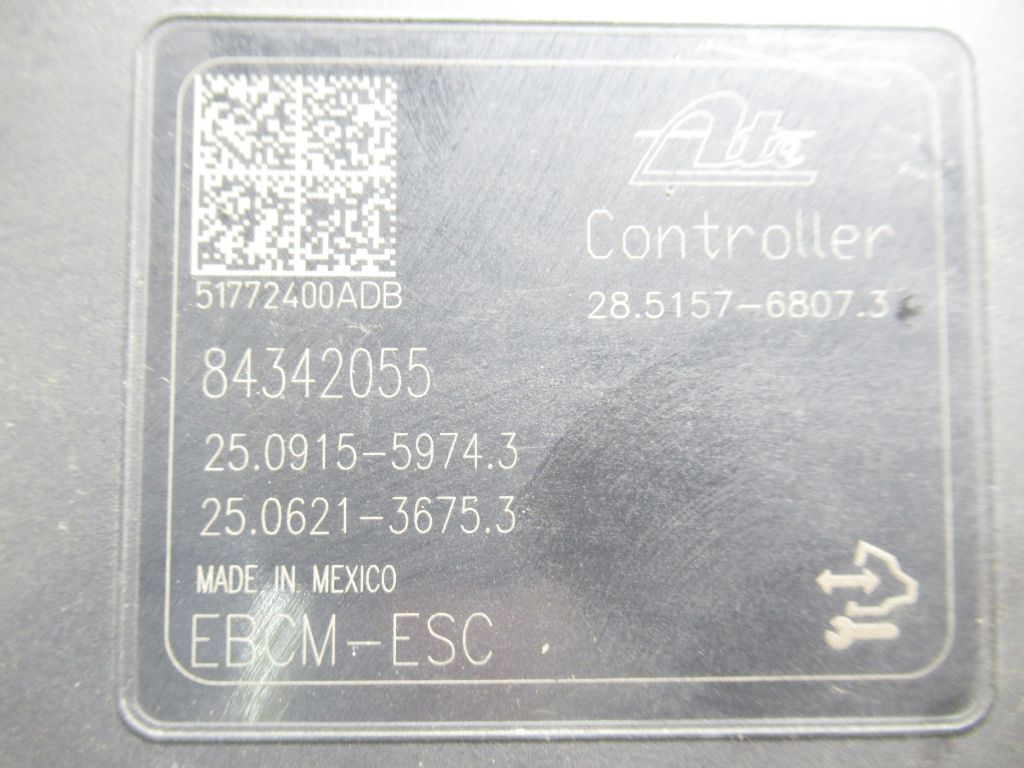 Ate
Controller
51772400ADB
28.5157-6807.3
84342055
25.0915-5974.3
25.0621-3675.3
MADE IN MEXICO
EBCM-ESC